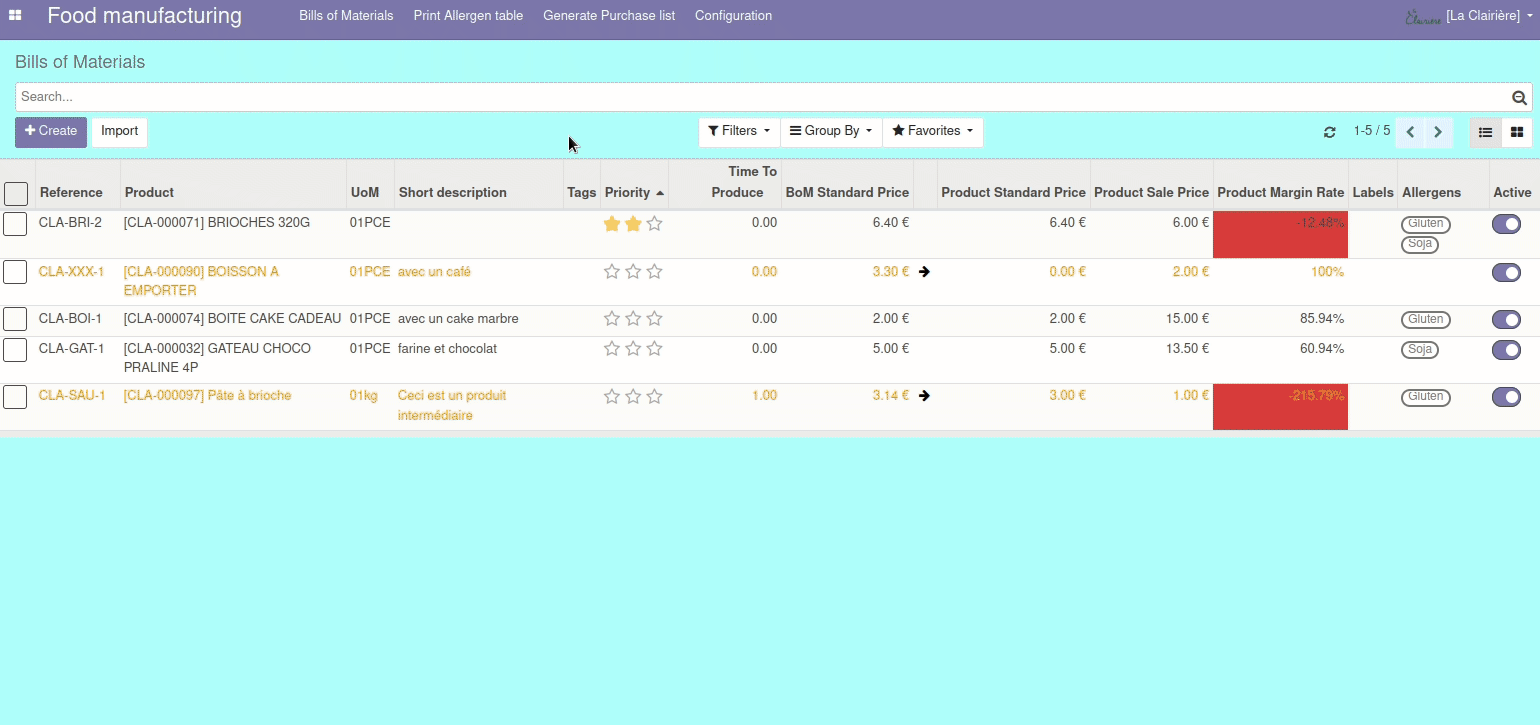 Food manufacturing Bills of Materials Print Allergen table Generate Purchase list Configuration [La Clairière]
Bills of Materials
Search...
Create Import Filters Group By Favorites 1-5 / 5
Reference Product UoM Short description Tags Priority Time To Produce BoM Standard Price Product Standard Price Product Sale Price Product Margin Rate Labels Allergens Active
CLA-BRI-2 [CLA-000071] BRIOCHES 320G 01PCE 0.00 6.40 € 6.40 € 6.00 € -12.48% Gluten
Soja
CLA-XXX-1 [CLA-000090] BOISSON A 01PCE avec un café 0.00 3.30 € 0.00 € 2.00 € 100%
EMPORTER
CLA-BOI-1 [CLA-000074] BOITE CAKE CADEAU 01PCE avec un cake marbre 0.00 2.00 € 2.00 € 15.00 € 85.94% Gluten
CLA-GAT-1 [CLA-000032] GATEAU CHOCO 01PCE farine et chocolat 0.00 5.00 € 5.00 € 13.50 € 60.94% Soja
PRALINE 4P
CLA-SAU-1 [CLA-000097] Pâte à brioche 01kg Ceci est un produit 1.00 3.14 € 3.00 € 1.00 € -215.79% Gluten
intermédiaire